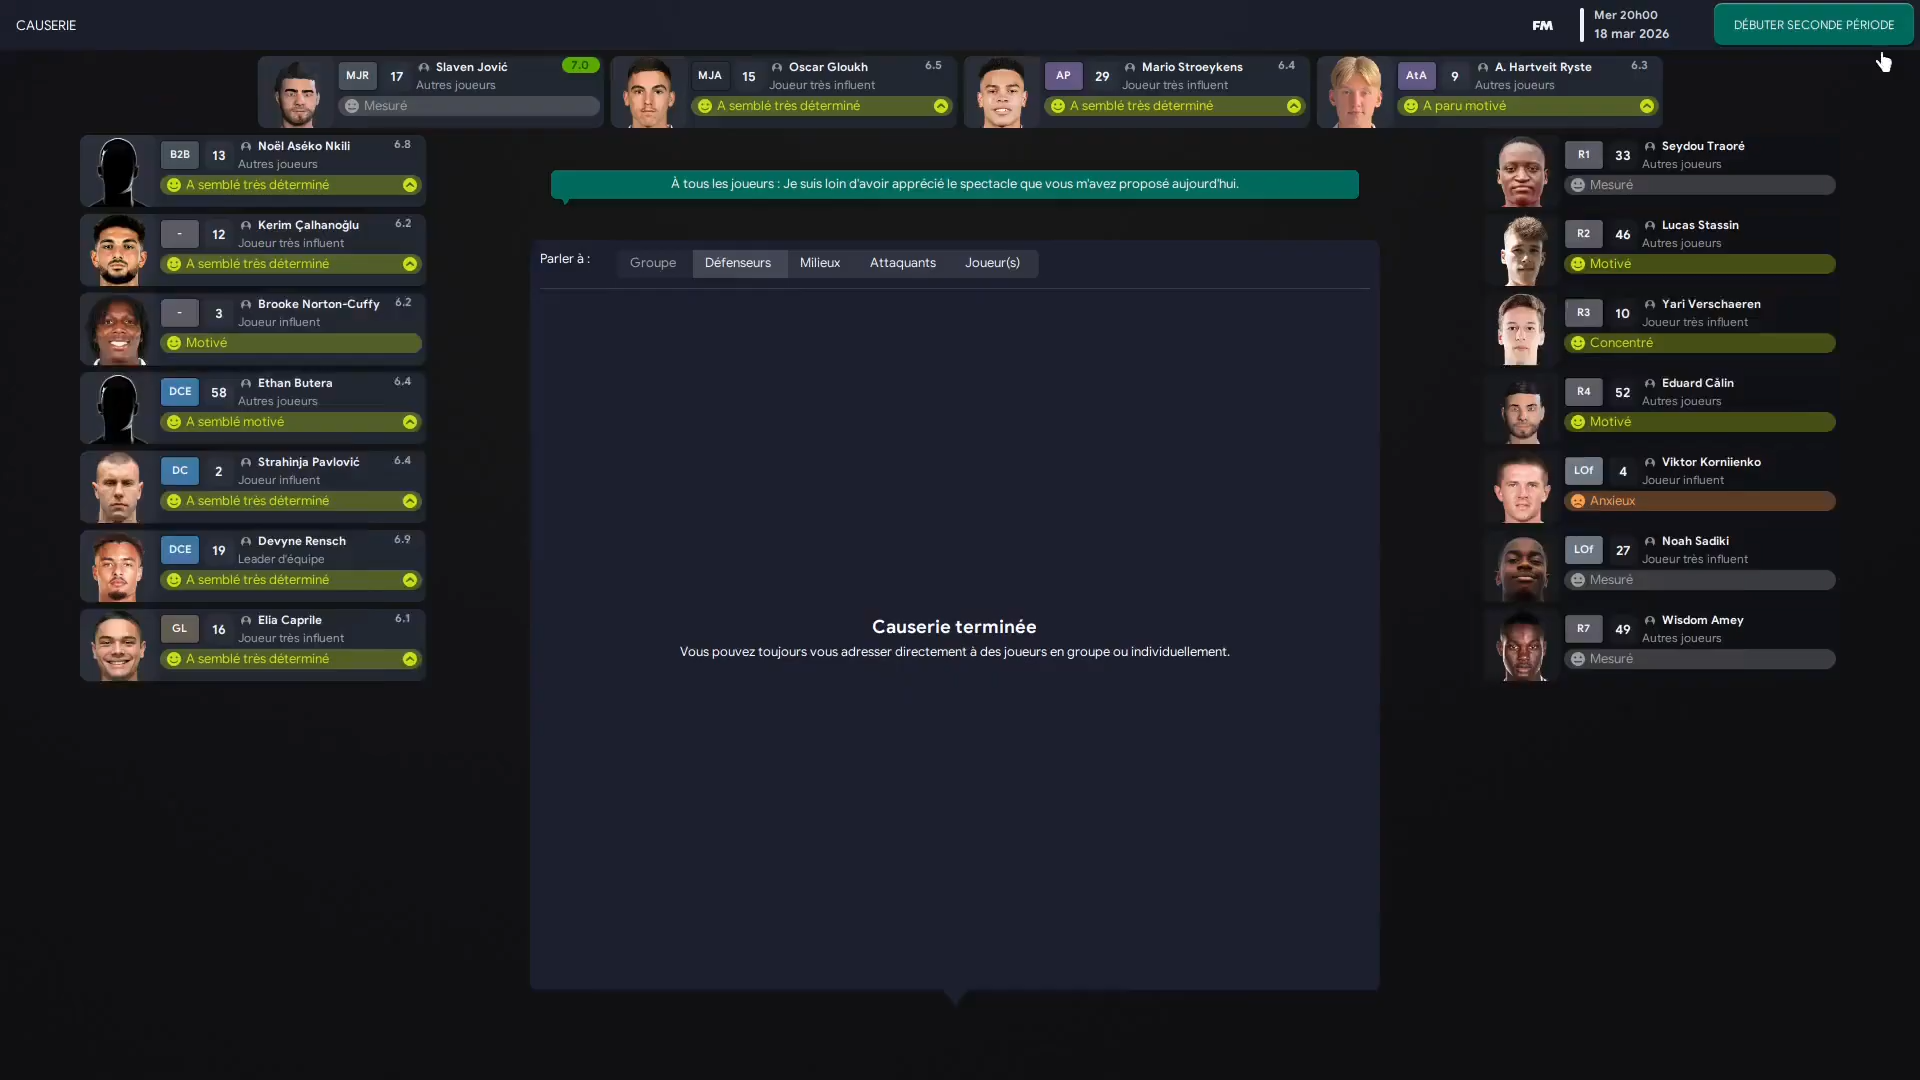 CAUSERIE
FM
Mer 20h00
18 mar 2026
DÉBUTER SECONDE PÉRIODE
MJR 17 Slaven Jović 7.0
Autres joueurs
Mesuré
MJA 15 Oscar Gloukh 6.5
Joueur très influent
A semblé très déterminé
AP 29 Mario Stroeykens 6.4
Joueur très influent
A semblé très déterminé
AtA 9 A. Hartveit Ryste 6.3
Autres joueurs
A paru motivé
B2B 13 Noël Aséko Nkili 6.8
Autres joueurs
A semblé très déterminé
- 12 Kerim Çalhanoğlu 6.2
Joueur très influent
A semblé très déterminé
- 3 Brooke Norton-Cuffy 6.2
Joueur influent
Motivé
DCE 58 Ethan Butera 6.4
Autres joueurs
A semblé motivé
DC 2 Strahinja Pavlović 6.4
Joueur influent
A semblé très déterminé
DCE 19 Devyne Rensch 6.9
Leader d'équipe
A semblé très déterminé
GL 16 Elia Caprile 6.1
Joueur très influent
A semblé très déterminé
À tous les joueurs : Je suis loin d'avoir apprécié le spectacle que vous m'avez proposé aujourd'hui.
Parler à : Groupe Défenseurs Milieux Attaquants Joueur(s)
Causerie terminée
Vous pouvez toujours vous adresser directement à des joueurs en groupe ou individuellement.
R1 33 Seydou Traoré
Autres joueurs
Mesuré
R2 46 Lucas Stassin
Autres joueurs
Motivé
R3 10 Yari Verschaeren
Joueur très influent
Concentré
R4 52 Eduard Călin
Autres joueurs
Motivé
LOf 4 Viktor Korniienko
Joueur influent
Anxieux
LOf 27 Noah Sadiki
Joueur très influent
Mesuré
R7 49 Wisdom Amey
Autres joueurs
Mesuré